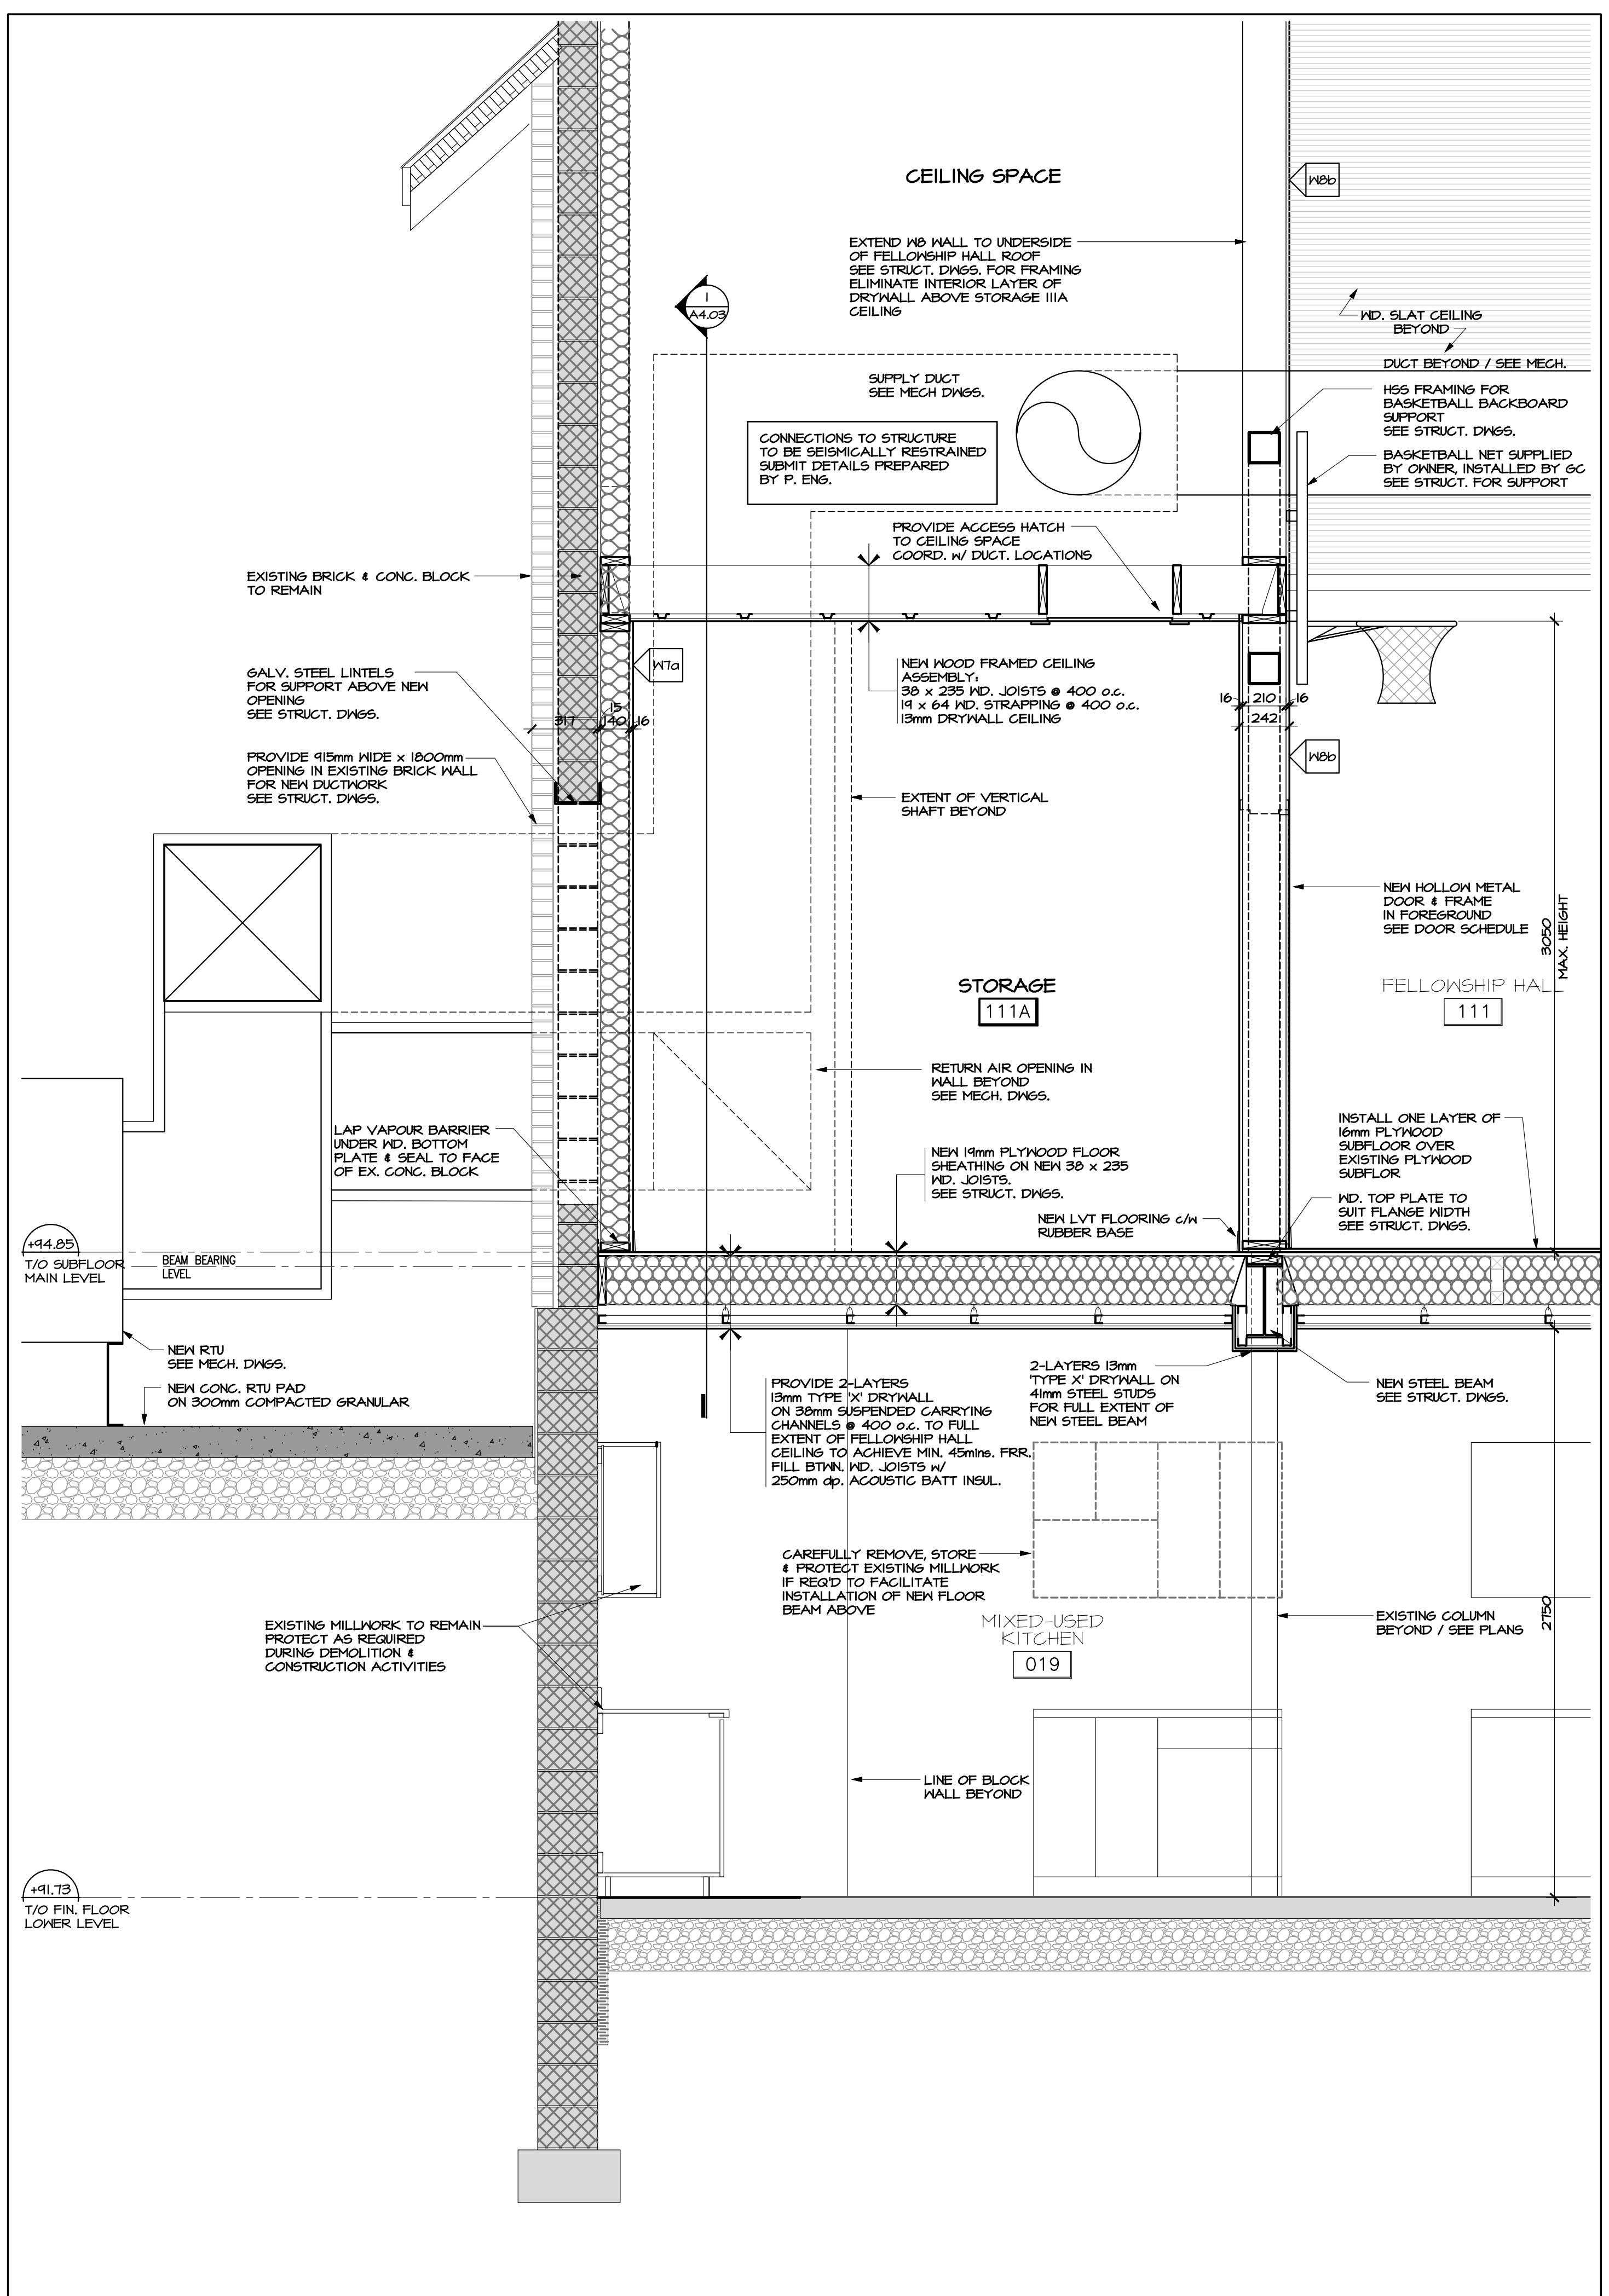 CEILING SPACE
W8b
EXTEND W8 WALL TO UNDERSIDE
OF FELLOWSHIP HALL ROOF
SEE STRUCT. DWGS. FOR FRAMING
ELIMINATE INTERIOR LAYER OF
DRYWALL ABOVE STORAGE 111A
CEILING
1
A4.03
WD. SLAT CEILING
BEYOND
DUCT BEYOND / SEE MECH.
SUPPLY DUCT
SEE MECH DWGS.
HSS FRAMING FOR
BASKETBALL BACKBOARD
SUPPORT
SEE STRUCT. DWGS.
CONNECTIONS TO STRUCTURE
TO BE SEISMICALLY RESTRAINED
SUBMIT DETAILS PREPARED
BY P. ENG.
BASKETBALL NET SUPPLIED
BY OWNER, INSTALLED BY GC
SEE STRUCT. FOR SUPPORT
PROVIDE ACCESS HATCH
TO CEILING SPACE
COORD. W/ DUCT. LOCATIONS
EXISTING BRICK & CONC. BLOCK
TO REMAIN
W7a
NEW WOOD FRAMED CEILING
ASSEMBLY:
38 x 235 WD. JOISTS @ 400 o.c.
19 x 64 WD. STRAPPING @ 400 o.c.
13mm DRYWALL CEILING
GALV. STEEL LINTELS
FOR SUPPORT ABOVE NEW
OPENING
SEE STRUCT. DWGS.
15
317
140
16
16
210
16
242
PROVIDE 915mm WIDE x 1800mm
OPENING IN EXISTING BRICK WALL
FOR NEW DUCTWORK
SEE STRUCT. DWGS.
W8b
EXTENT OF VERTICAL
SHAFT BEYOND
NEW HOLLOW METAL
DOOR & FRAME
IN FOREGROUND
SEE DOOR SCHEDULE
3050
MAX. HEIGHT
STORAGE
111A
FELLOWSHIP HALL
111
RETURN AIR OPENING IN
WALL BEYOND
SEE MECH. DWGS.
LAP VAPOUR BARRIER
UNDER WD. BOTTOM
PLATE & SEAL TO FACE
OF EX. CONC. BLOCK
NEW 19mm PLYWOOD FLOOR
SHEATHING ON NEW 38 x 235
WD. JOISTS.
SEE STRUCT. DWGS.
INSTALL ONE LAYER OF
16mm PLYWOOD
SUBFLOOR OVER
EXISTING PLYWOOD
SUBFLOR
NEW LVT FLOORING c/w
RUBBER BASE
WD. TOP PLATE TO
SUIT FLANGE WIDTH
SEE STRUCT. DWGS.
+94.85
T/O SUBFLOOR
MAIN LEVEL
BEAM BEARING
LEVEL
NEW RTU
SEE MECH. DWGS.
NEW CONC. RTU PAD
ON 300mm COMPACTED GRANULAR
PROVIDE 2-LAYERS
13mm TYPE 'X' DRYWALL
ON 38mm SUSPENDED CARRYING
CHANNELS @ 400 o.c. TO FULL
EXTENT OF FELLOWSHIP HALL
CEILING TO ACHIEVE MIN. 45mins. FRR.
FILL BTWN. WD. JOISTS W/
250mm dp. ACOUSTIC BATT INSUL.
2-LAYERS 13mm
'TYPE X' DRYWALL ON
41mm STEEL STUDS
FOR FULL EXTENT OF
NEW STEEL BEAM
NEW STEEL BEAM
SEE STRUCT. DWGS.
CAREFULLY REMOVE, STORE
& PROTECT EXISTING MILLWORK
IF REQ'D TO FACILITATE
INSTALLATION OF NEW FLOOR
BEAM ABOVE
EXISTING MILLWORK TO REMAIN
PROTECT AS REQUIRED
DURING DEMOLITION &
CONSTRUCTION ACTIVITIES
MIXED-USED
KITCHEN
019
EXISTING COLUMN
BEYOND / SEE PLANS
2750
LINE OF BLOCK
WALL BEYOND
+91.73
T/O FIN. FLOOR
LOWER LEVEL